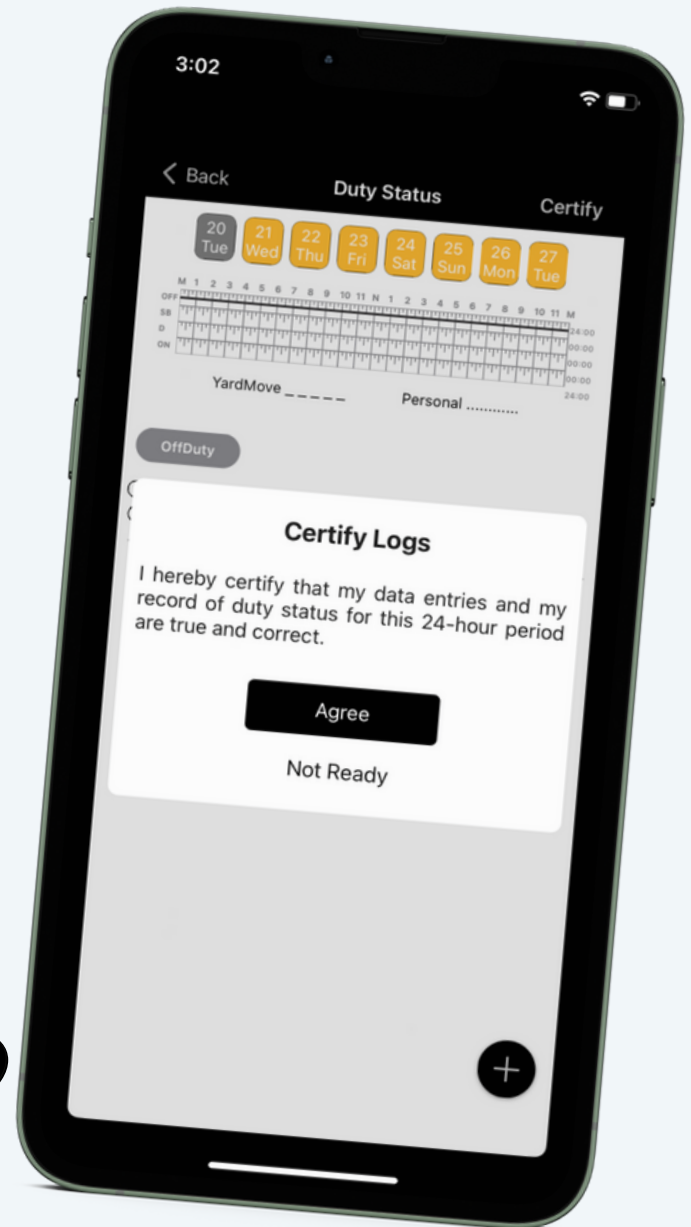 3:02
Back
Duty Status
Certify
20 21 22 23 24 25 26 27
Tue Wed Thu Fri Sat Sun Mon Tue
M 1 2 3 4 5 6 7 8 9 10 11 N 1 2 3 4 5 6 7 8 9 10 11 M
OFF 24:00
SB 00:00
D 00:00
ON 24:00
YardMove _ _ _ _ _ Personal ............
OffDuty
Certify Logs
I hereby certify that my data entries and my
record of duty status for this 24-hour period
are true and correct.
Agree
Not Ready